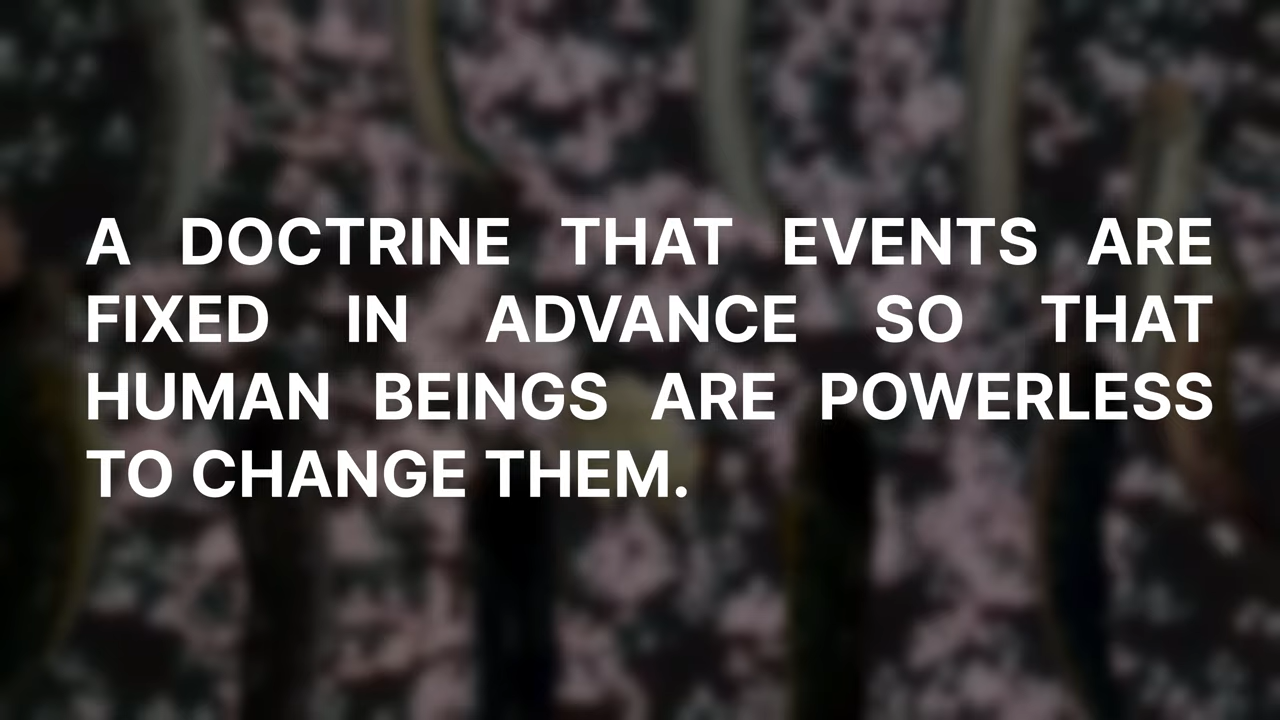 A DOCTRINE THAT EVENTS ARE
FIXED IN ADVANCE SO THAT
HUMAN BEINGS ARE POWERLESS
TO CHANGE THEM.